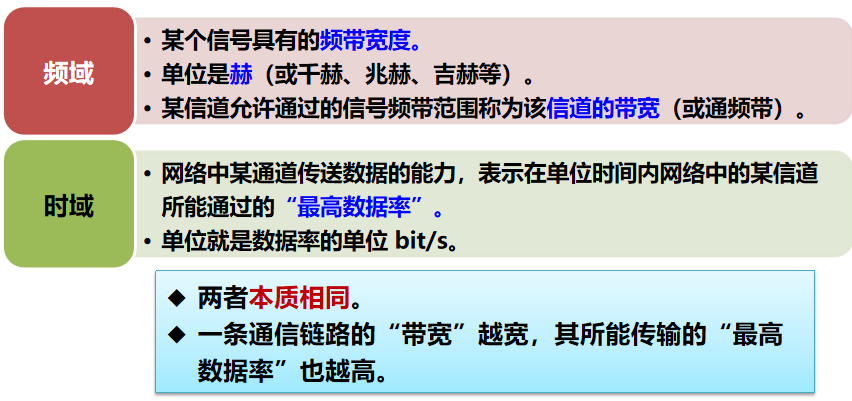 频域
• 某个信号具有的频带宽度。
• 单位是赫（或千赫、兆赫、吉赫等）。
• 某信道允许通过的信号频带范围称为该信道的带宽（或通频带）。
时域
• 网络中某通道传送数据的能力，表示在单位时间内网络中的某信道
所能通过的“最高数据率”。
• 单位就是数据率的单位 bit/s。
◆ 两者本质相同。
◆ 一条通信链路的“带宽”越宽，其所能传输的“最高
数据率”也越高。